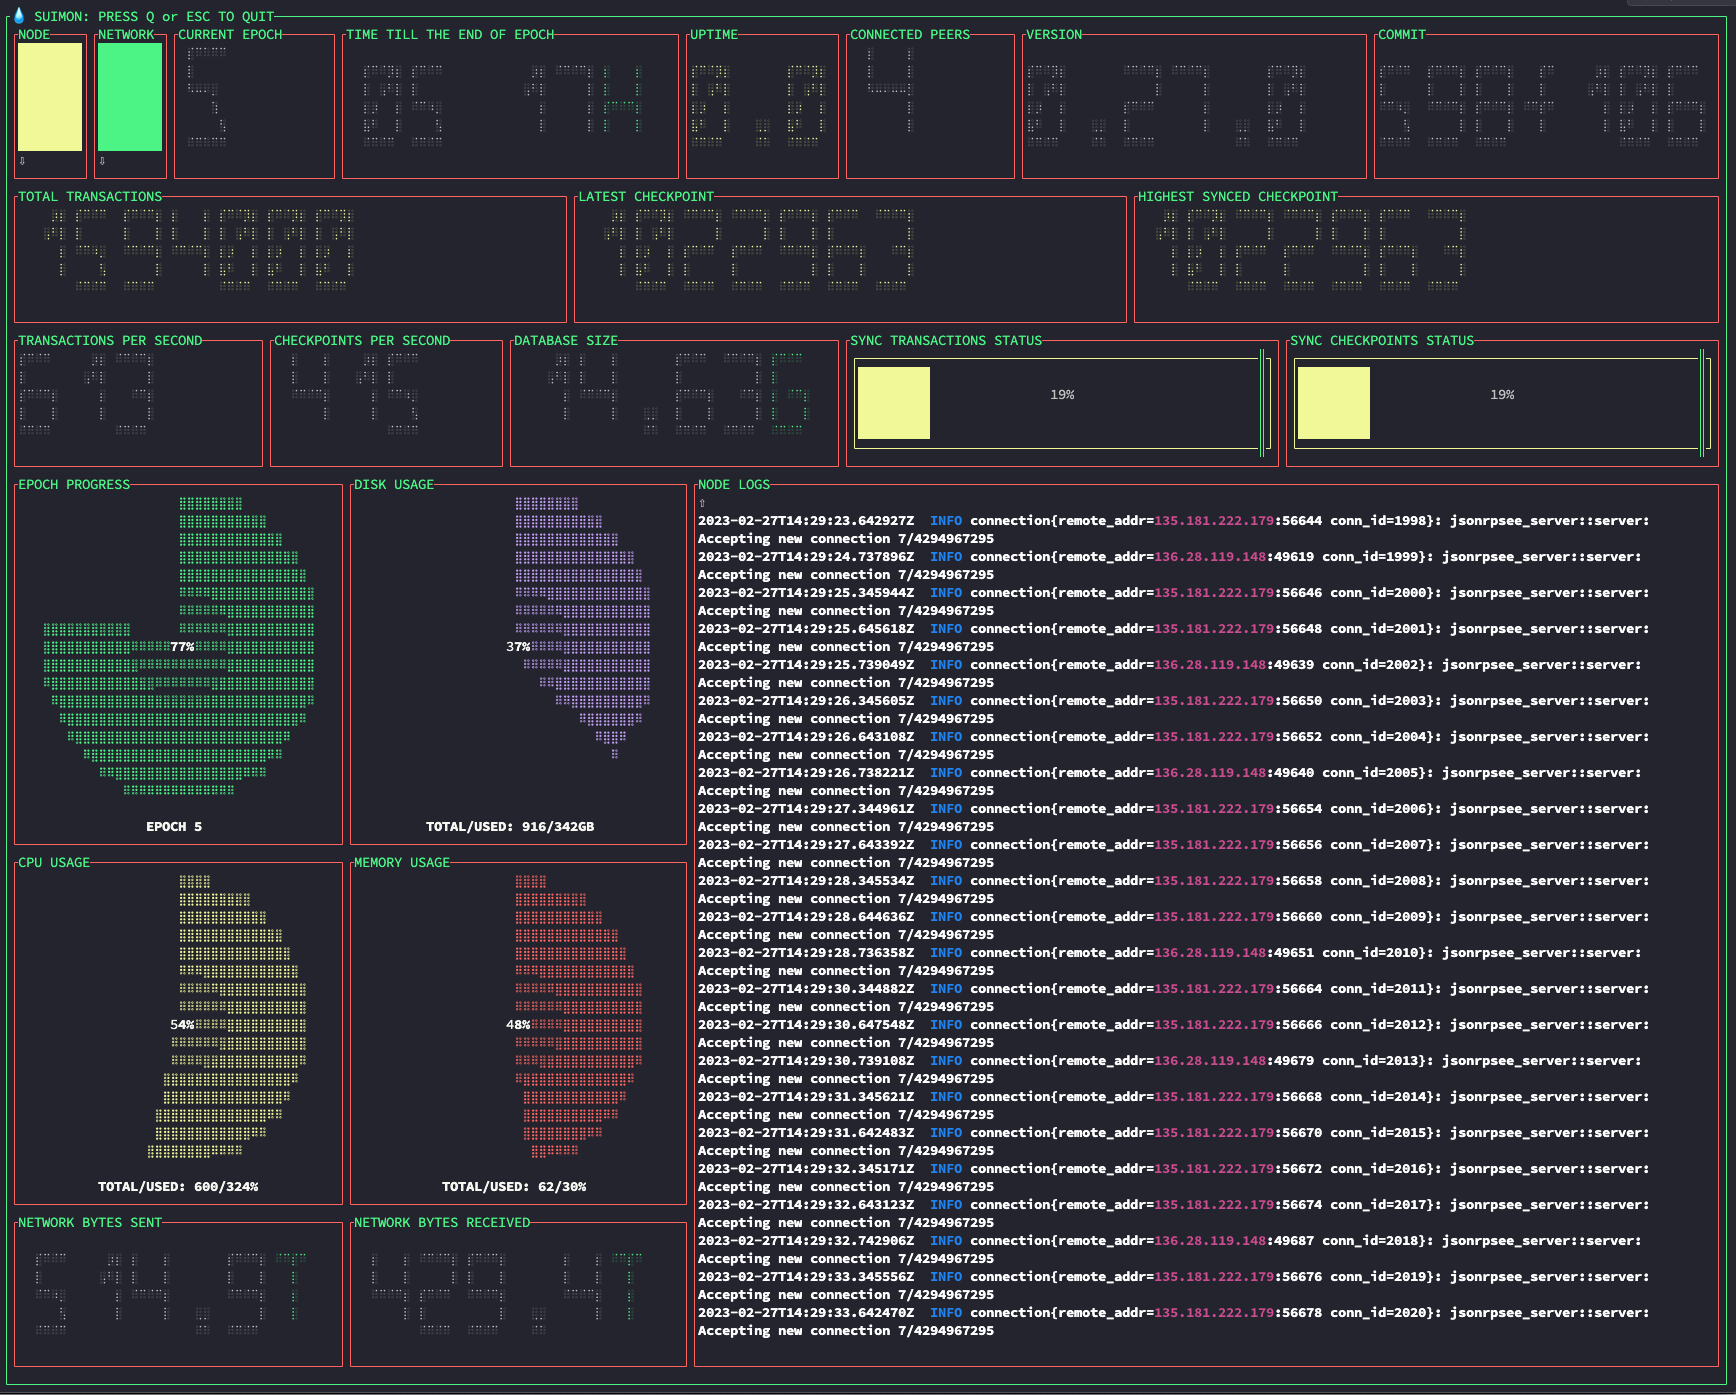 💧 SUIMON: PRESS Q or ESC TO QUIT
NODE
⇩
NETWORK
⇩
CURRENT EPOCH
5
TIME TILL THE END OF EPOCH
UPTIME
0.0
CONNECTED PEERS
4
VERSION
0.27.0
COMMIT
TOTAL TRANSACTIONS
LATEST CHECKPOINT
HIGHEST SYNCED CHECKPOINT
TRANSACTIONS PER SECOND
CHECKPOINTS PER SECOND
DATABASE SIZE
SYNC TRANSACTIONS STATUS
19%
SYNC CHECKPOINTS STATUS
19%
EPOCH PROGRESS
77%
EPOCH 5
DISK USAGE
37%
TOTAL/USED: 916/342GB
CPU USAGE
54%
TOTAL/USED: 600/324%
MEMORY USAGE
48%
TOTAL/USED: 62/30%
NETWORK BYTES SENT
NETWORK BYTES RECEIVED
NODE LOGS
⇧
2023-02-27T14:29:23.642927Z  INFO connection{remote_addr=135.181.222.179:56644 conn_id=1998}: jsonrpsee_server::server:
Accepting new connection 7/4294967295
2023-02-27T14:29:24.737896Z  INFO connection{remote_addr=136.28.119.148:49619 conn_id=1999}: jsonrpsee_server::server:
Accepting new connection 7/4294967295
2023-02-27T14:29:25.345944Z  INFO connection{remote_addr=135.181.222.179:56646 conn_id=2000}: jsonrpsee_server::server:
Accepting new connection 7/4294967295
2023-02-27T14:29:25.645618Z  INFO connection{remote_addr=135.181.222.179:56648 conn_id=2001}: jsonrpsee_server::server:
Accepting new connection 7/4294967295
2023-02-27T14:29:25.739049Z  INFO connection{remote_addr=136.28.119.148:49639 conn_id=2002}: jsonrpsee_server::server:
Accepting new connection 7/4294967295
2023-02-27T14:29:26.345605Z  INFO connection{remote_addr=135.181.222.179:56650 conn_id=2003}: jsonrpsee_server::server:
Accepting new connection 7/4294967295
2023-02-27T14:29:26.643108Z  INFO connection{remote_addr=135.181.222.179:56652 conn_id=2004}: jsonrpsee_server::server:
Accepting new connection 7/4294967295
2023-02-27T14:29:26.738221Z  INFO connection{remote_addr=136.28.119.148:49640 conn_id=2005}: jsonrpsee_server::server:
Accepting new connection 7/4294967295
2023-02-27T14:29:27.344961Z  INFO connection{remote_addr=135.181.222.179:56654 conn_id=2006}: jsonrpsee_server::server:
Accepting new connection 7/4294967295
2023-02-27T14:29:27.643392Z  INFO connection{remote_addr=135.181.222.179:56656 conn_id=2007}: jsonrpsee_server::server:
Accepting new connection 7/4294967295
2023-02-27T14:29:28.345534Z  INFO connection{remote_addr=135.181.222.179:56658 conn_id=2008}: jsonrpsee_server::server:
Accepting new connection 7/4294967295
2023-02-27T14:29:28.644636Z  INFO connection{remote_addr=135.181.222.179:56660 conn_id=2009}: jsonrpsee_server::server:
Accepting new connection 7/4294967295
2023-02-27T14:29:28.736358Z  INFO connection{remote_addr=136.28.119.148:49651 conn_id=2010}: jsonrpsee_server::server:
Accepting new connection 7/4294967295
2023-02-27T14:29:30.344882Z  INFO connection{remote_addr=135.181.222.179:56664 conn_id=2011}: jsonrpsee_server::server:
Accepting new connection 7/4294967295
2023-02-27T14:29:30.647548Z  INFO connection{remote_addr=135.181.222.179:56666 conn_id=2012}: jsonrpsee_server::server:
Accepting new connection 7/4294967295
2023-02-27T14:29:30.739108Z  INFO connection{remote_addr=136.28.119.148:49679 conn_id=2013}: jsonrpsee_server::server:
Accepting new connection 7/4294967295
2023-02-27T14:29:31.345621Z  INFO connection{remote_addr=135.181.222.179:56668 conn_id=2014}: jsonrpsee_server::server:
Accepting new connection 7/4294967295
2023-02-27T14:29:31.642483Z  INFO connection{remote_addr=135.181.222.179:56670 conn_id=2015}: jsonrpsee_server::server:
Accepting new connection 7/4294967295
2023-02-27T14:29:32.345171Z  INFO connection{remote_addr=135.181.222.179:56672 conn_id=2016}: jsonrpsee_server::server:
Accepting new connection 7/4294967295
2023-02-27T14:29:32.643123Z  INFO connection{remote_addr=135.181.222.179:56674 conn_id=2017}: jsonrpsee_server::server:
Accepting new connection 7/4294967295
2023-02-27T14:29:32.742906Z  INFO connection{remote_addr=136.28.119.148:49687 conn_id=2018}: jsonrpsee_server::server:
Accepting new connection 7/4294967295
2023-02-27T14:29:33.345556Z  INFO connection{remote_addr=135.181.222.179:56676 conn_id=2019}: jsonrpsee_server::server:
Accepting new connection 7/4294967295
2023-02-27T14:29:33.642470Z  INFO connection{remote_addr=135.181.222.179:56678 conn_id=2020}: jsonrpsee_server::server:
Accepting new connection 7/4294967295